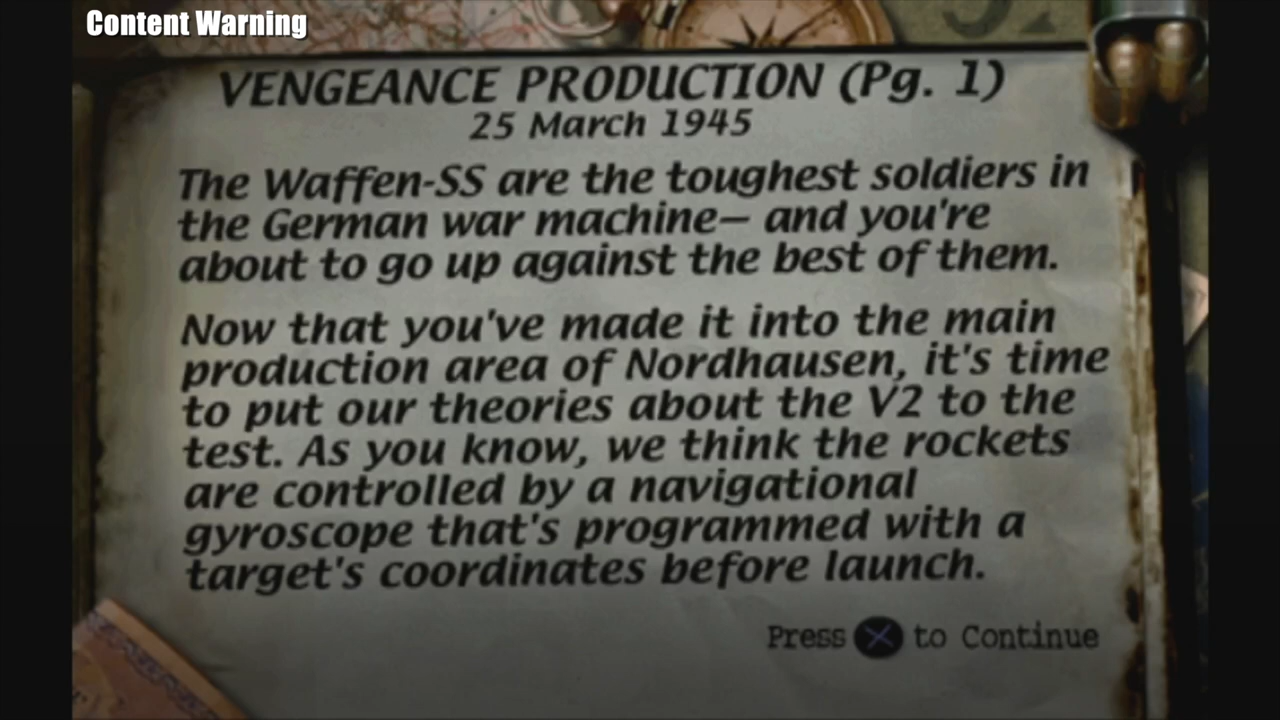 Content Warning
VENGEANCE PRODUCTION (Pg. 1)
25 March 1945
The Waffen-SS are the toughest soldiers in
the German war machine— and you're
about to go up against the best of them.
Now that you've made it into the main
production area of Nordhausen, it's time
to put our theories about the V2 to the
test. As you know, we think the rockets
are controlled by a navigational
gyroscope that's programmed with a
target's coordinates before launch.
Press to Continue